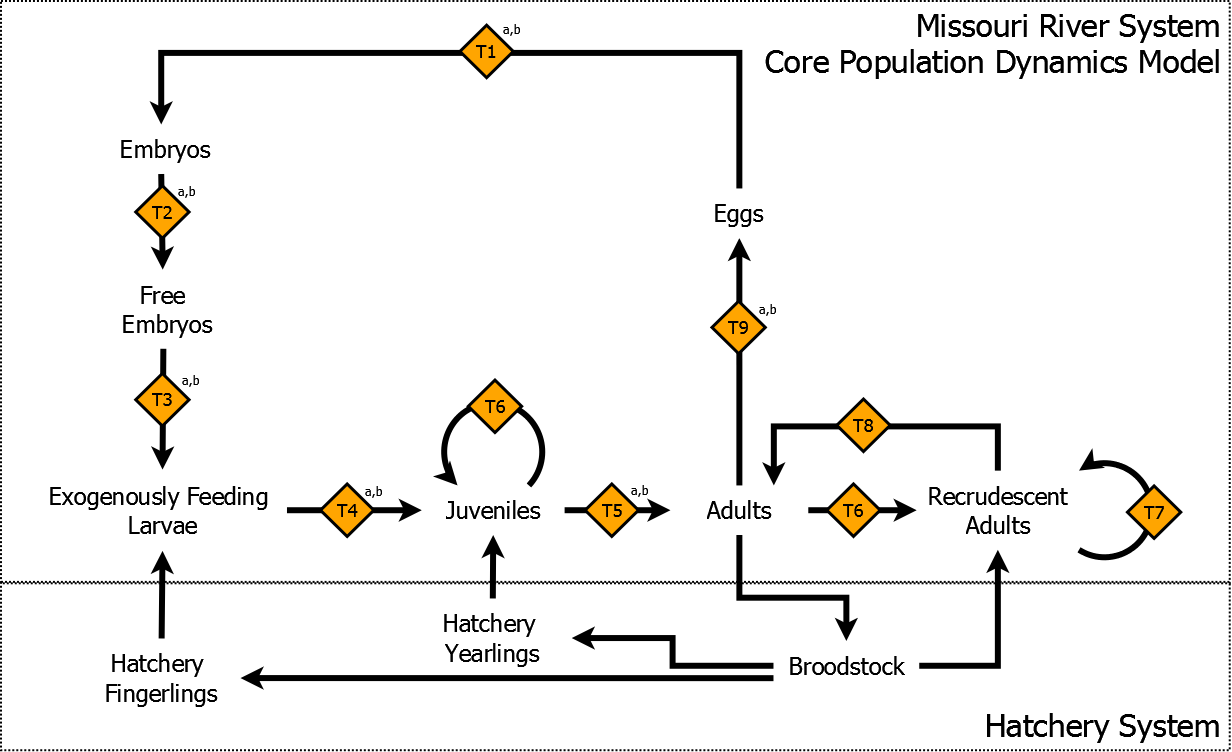 Missouri River System
Core Population Dynamics Model
a,b
T1
Embryos
a,b
T2
Eggs
Free
Embryos
a,b
T9
a,b
T3
T6
T8
Exogenously Feeding
Larvae
a,b
T4
Juveniles
a,b
T5
Adults
T6
Recrudescent
Adults
T7
Hatchery
Yearlings
Hatchery
Fingerlings
Broodstock
Hatchery System